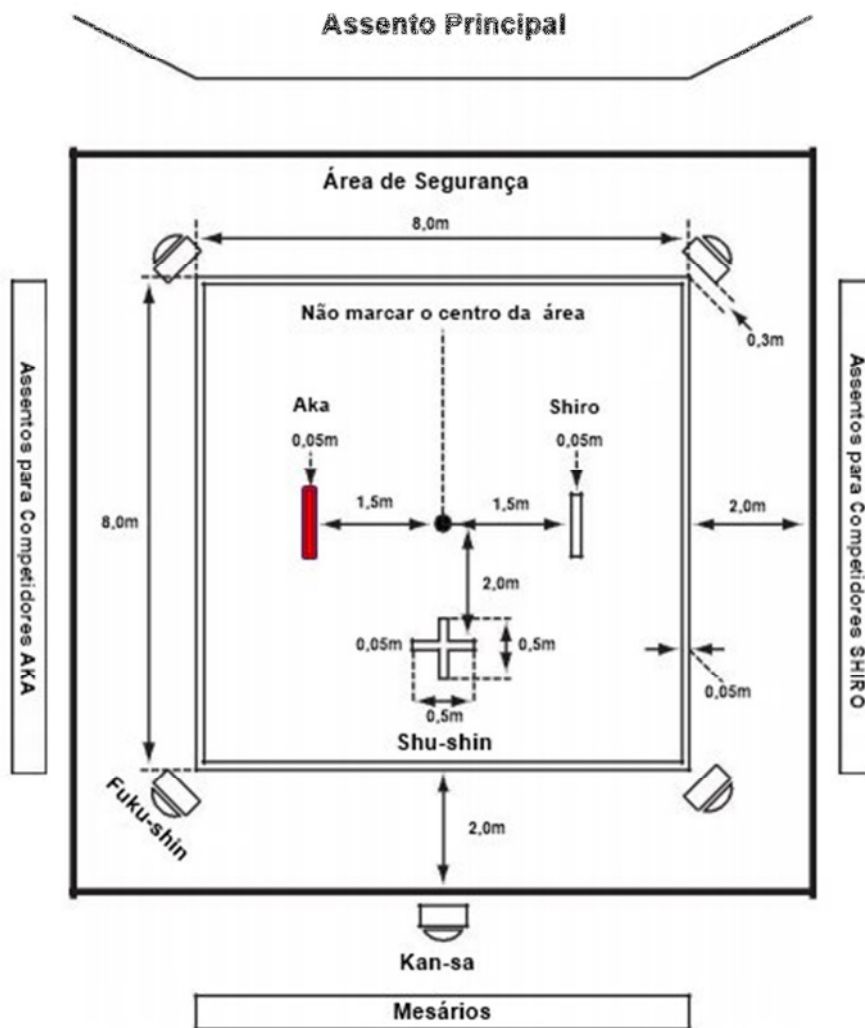 Assento Principal
Área de Segurança
8,0m
Não marcar o centro da área
0,3m
Aka
Shiro
0,05m
0,05m
1,5m
1,5m
8,0m
2,0m
2,0m
0,05m
0,5m
0,5m
0,05m
Shu-shin
Fuku-shin
2,0m
Kan-sa
Mesários
Assentos para Competidores AKA
Assentos para Competidores SHIRO